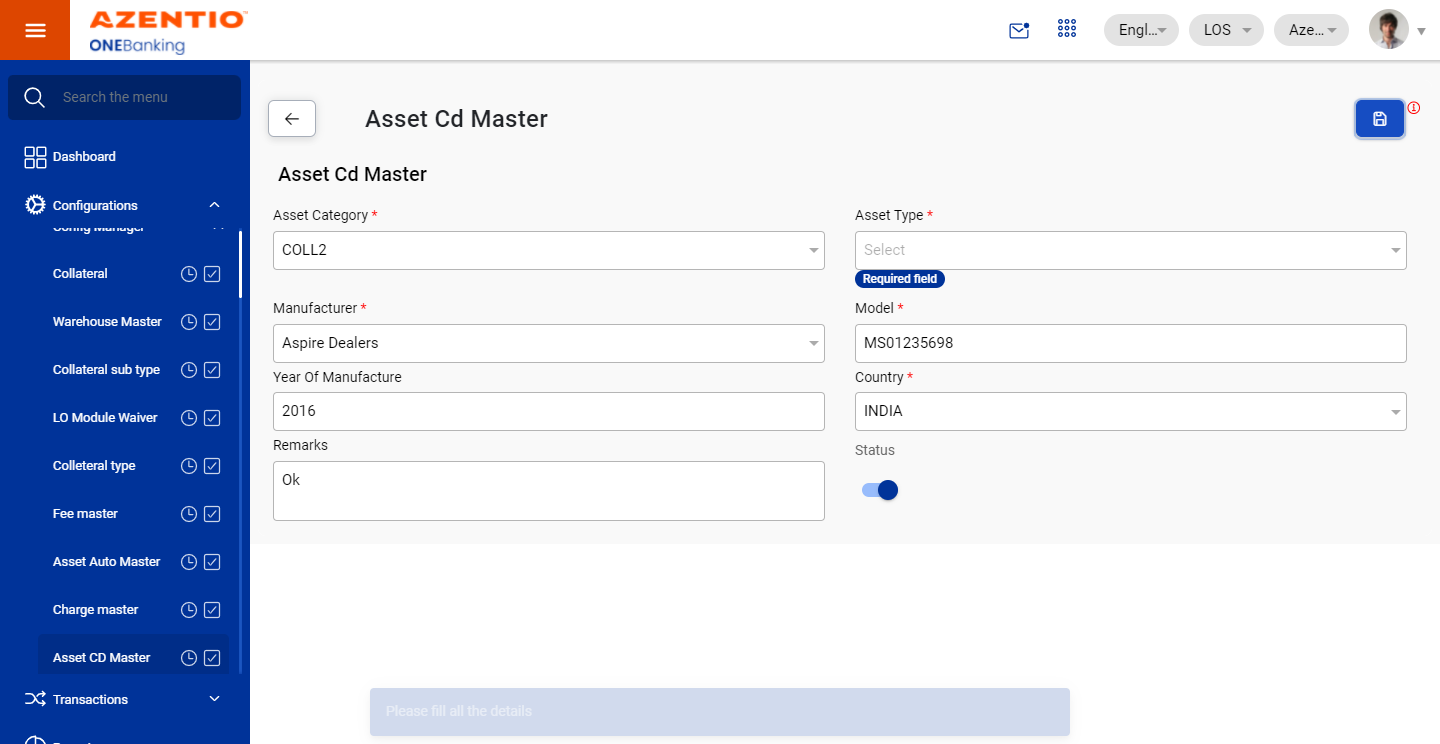 AZENTIO
ONEBanking
Engl...
LOS
Aze...
Search the menu
Dashboard
Configurations
Config Manager
Collateral
Warehouse Master
Collateral sub type
LO Module Waiver
Colleteral type
Fee master
Asset Auto Master
Charge master
Asset CD Master
Transactions
Asset Cd Master
Asset Cd Master
Asset Category *
COLL2
Asset Type *
Select
Required field
Manufacturer *
Aspire Dealers
Model *
MS01235698
Year Of Manufacture
2016
Country *
INDIA
Remarks
Ok
Status
Please fill all the details